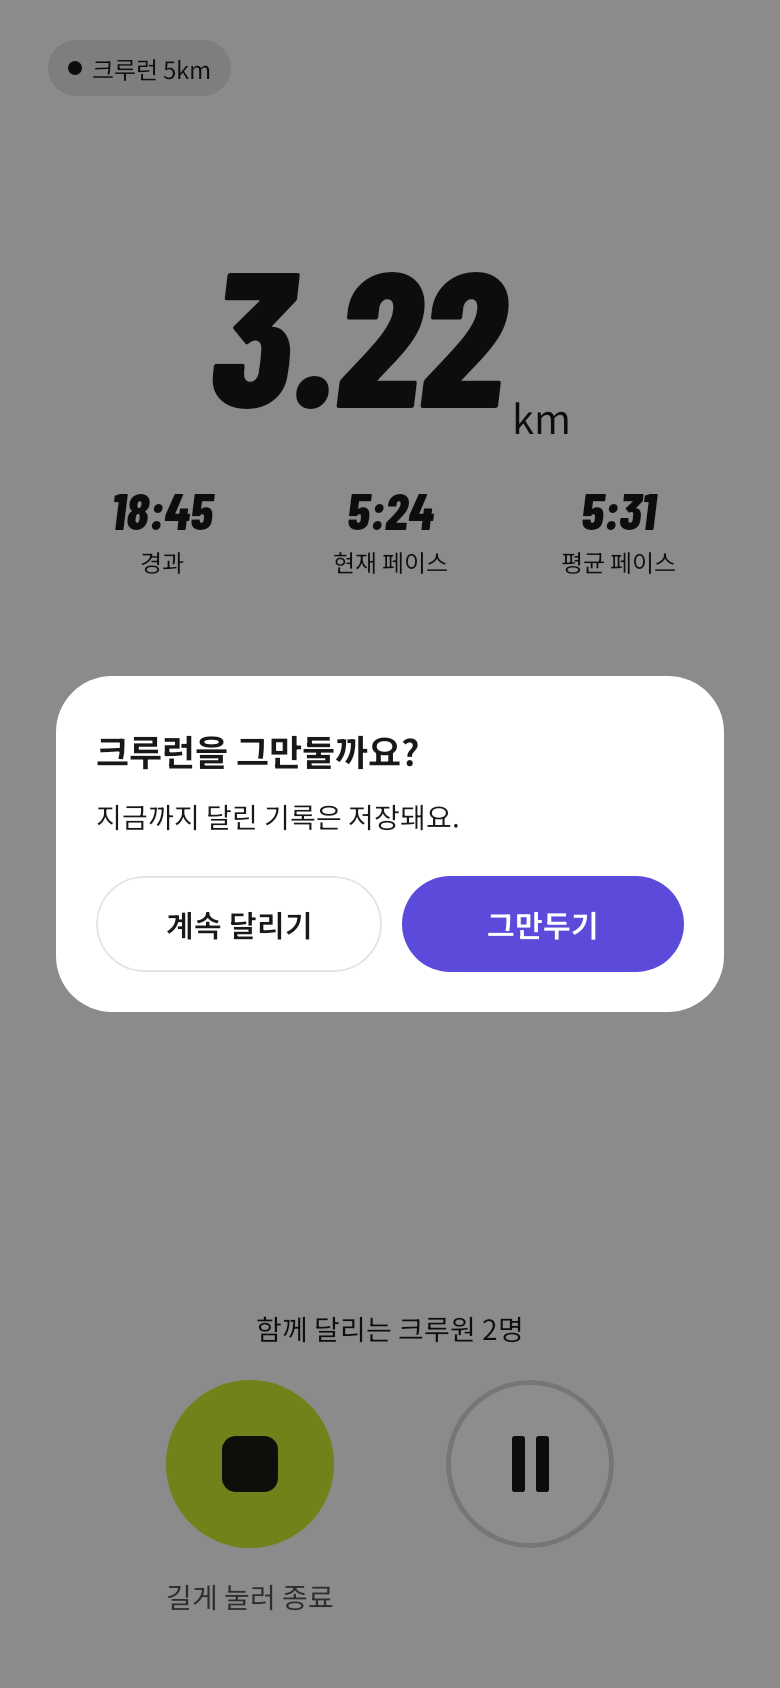 크루런 5km
3.22 km
18:45 5:24 5:31
경과 현재 페이스 평균 페이스
크루런을 그만둘까요?
지금까지 달린 기록은 저장돼요.
계속 달리기 그만두기
함께 달리는 크루원 2명
길게 눌러 종료